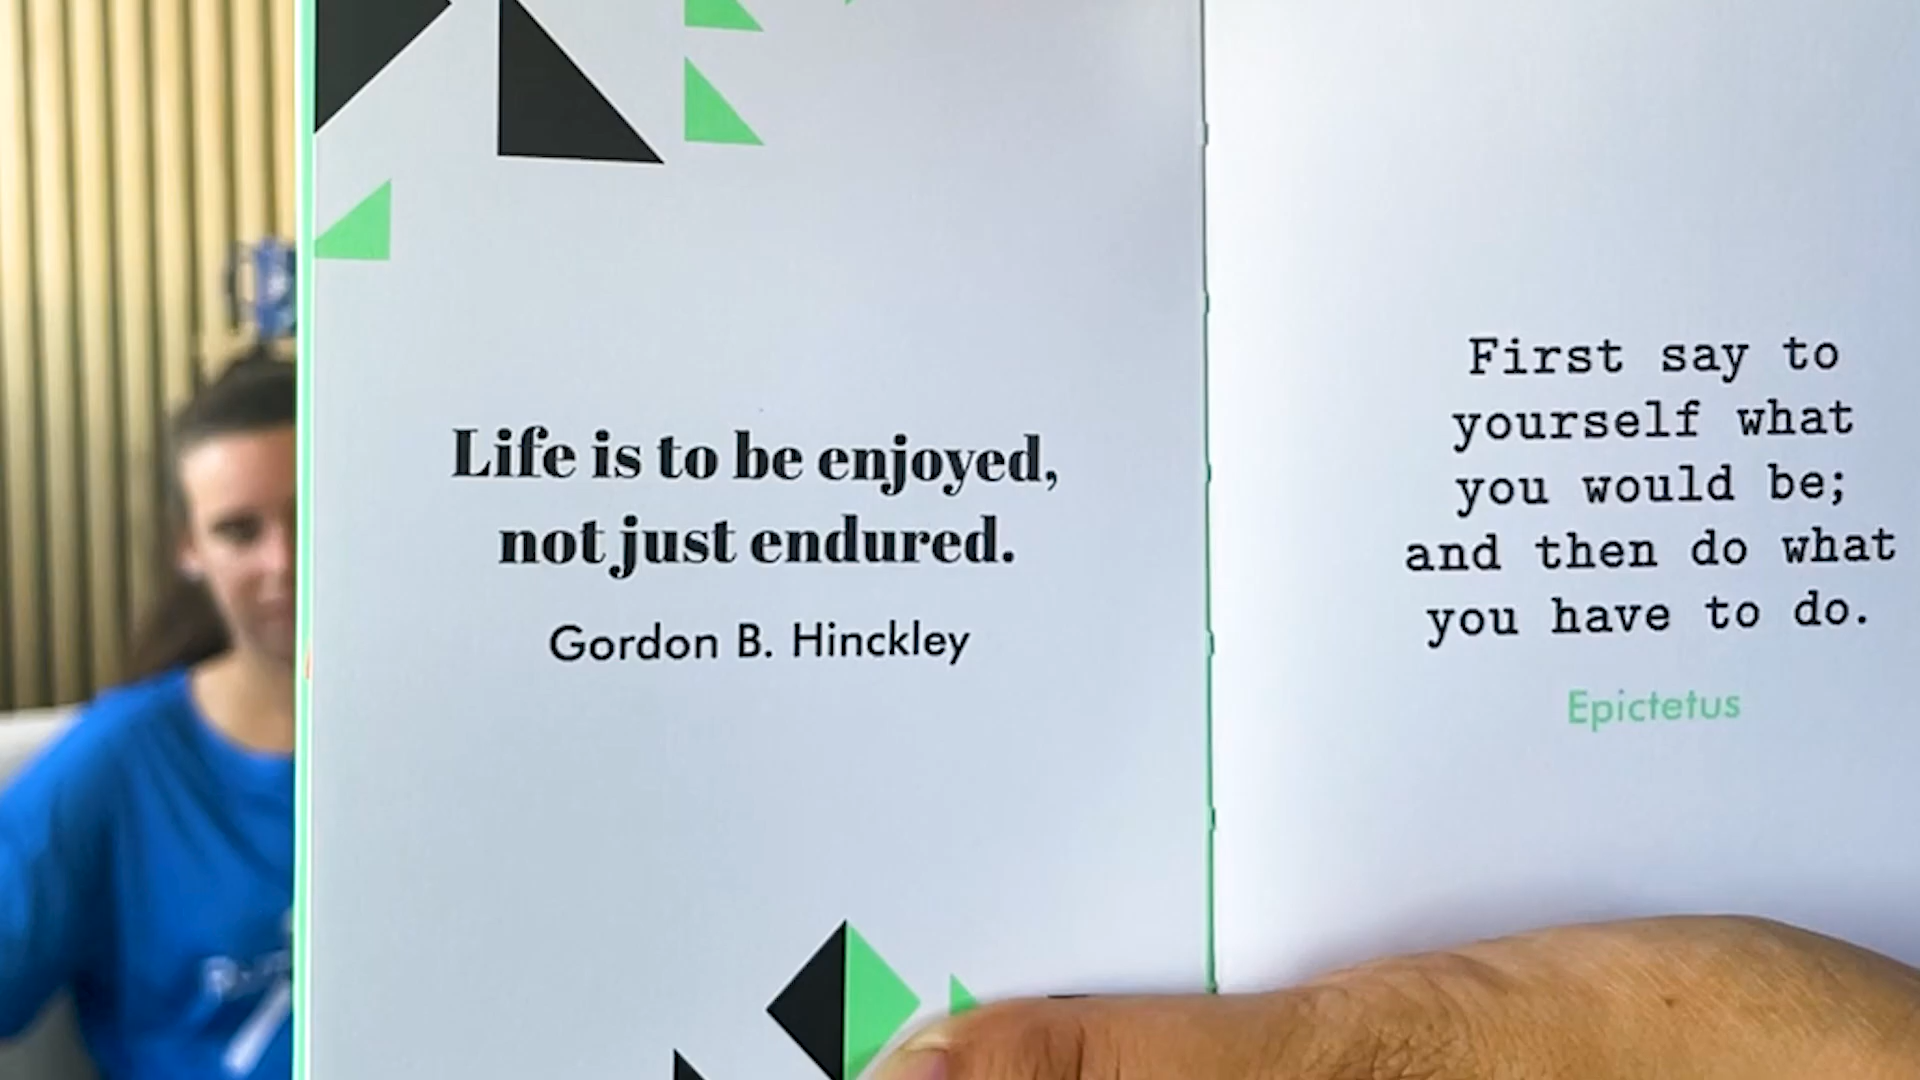 Life is to be enjoyed,
not just endured.
Gordon B. Hinckley
First say to
yourself what
you would be;
and then do what
you have to do.
Epictetus